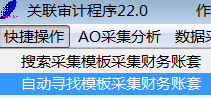 关联审计程序22.0 作
快捷操作 AO采集分析 数据采
搜索采集模板采集财务账套
自动寻找模板采集财务账套